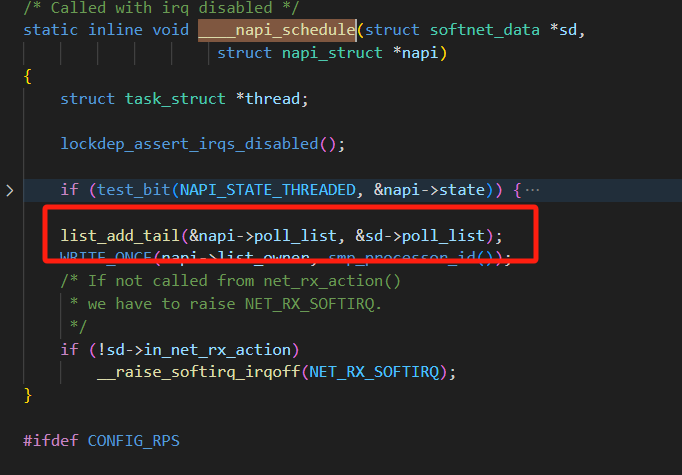 /* Called with irq disabled */
static inline void ____napi_schedule(struct softnet_data *sd,
struct napi_struct *napi)
{
struct task_struct *thread;
lockdep_assert_irqs_disabled();
if (test_bit(NAPI_STATE_THREADED, &napi->state)) {…
list_add_tail(&napi->poll_list, &sd->poll_list);
WRITE_ONCE(napi->list_owner, smp_processor_id());
/* If not called from net_rx_action()
* we have to raise NET_RX_SOFTIRQ.
*/
if (!sd->in_net_rx_action)
__raise_softirq_irqoff(NET_RX_SOFTIRQ);
}
#ifdef CONFIG_RPS